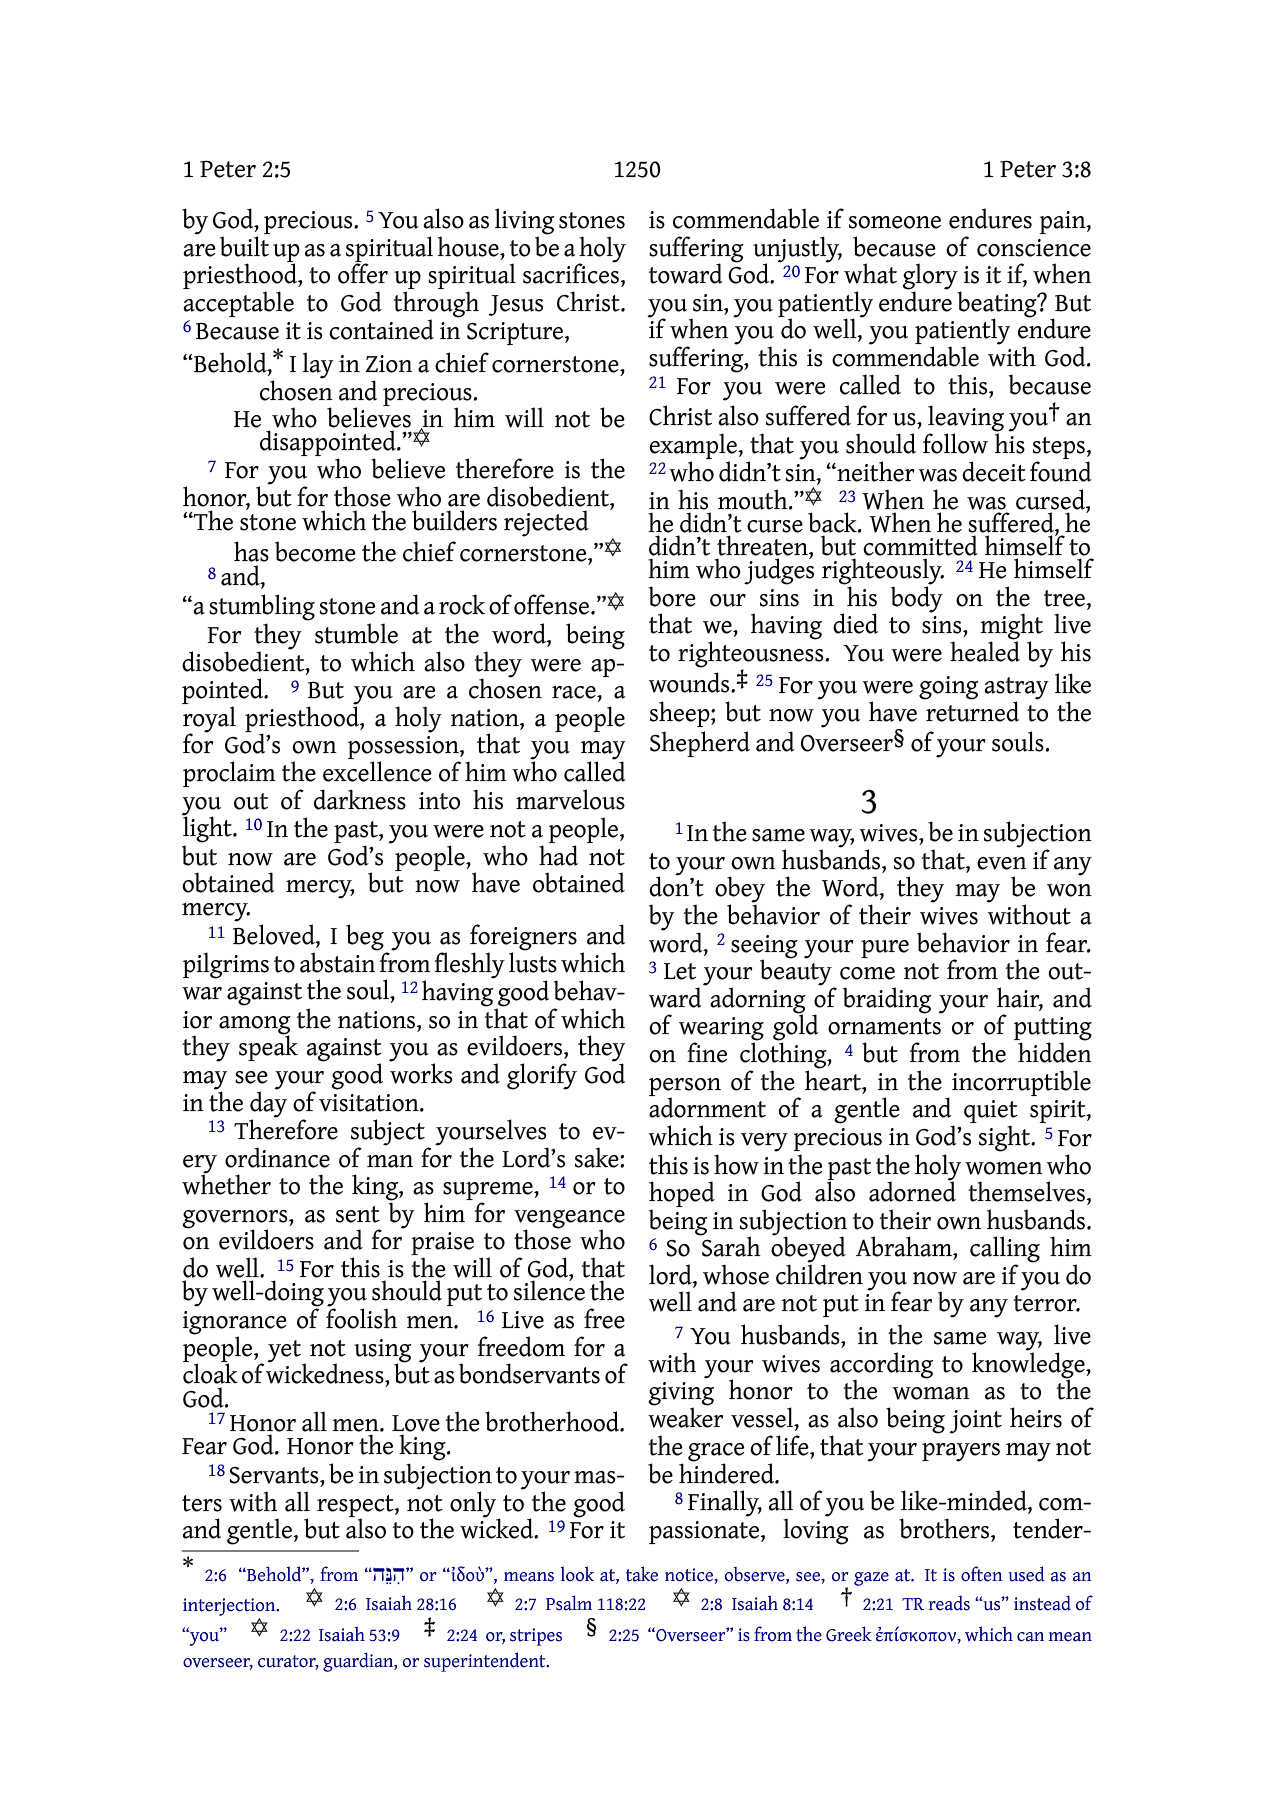 1 Peter 2:5
1250
1 Peter 3:8
by God, precious. 5 You also as living stones
are built up as a spiritual house, to be a holy
priesthood, to offer up spiritual sacrifices,
acceptable to God through Jesus Christ.
6 Because it is contained in Scripture,
“Behold,* I lay in Zion a chief cornerstone,
chosen and precious.
He who believes in him will not be
disappointed.”✡
7 For you who believe therefore is the
honor, but for those who are disobedient,
“The stone which the builders rejected
has become the chief cornerstone,”✡
8 and,
“a stumbling stone and a rock of offense.”✡
For they stumble at the word, being
disobedient, to which also they were ap-
pointed. 9 But you are a chosen race, a
royal priesthood, a holy nation, a people
for God’s own possession, that you may
proclaim the excellence of him who called
you out of darkness into his marvelous
light. 10 In the past, you were not a people,
but now are God’s people, who had not
obtained mercy, but now have obtained
mercy.
11 Beloved, I beg you as foreigners and
pilgrims to abstain from fleshly lusts which
war against the soul, 12 having good behav-
ior among the nations, so in that of which
they speak against you as evildoers, they
may see your good works and glorify God
in the day of visitation.
13 Therefore subject yourselves to ev-
ery ordinance of man for the Lord’s sake:
whether to the king, as supreme, 14 or to
governors, as sent by him for vengeance
on evildoers and for praise to those who
do well. 15 For this is the will of God, that
by well-doing you should put to silence the
ignorance of foolish men. 16 Live as free
people, yet not using your freedom for a
cloak of wickedness, but as bondservants of
God.
17 Honor all men. Love the brotherhood.
Fear God. Honor the king.
18 Servants, be in subjection to your mas-
ters with all respect, not only to the good
and gentle, but also to the wicked. 19 For it
is commendable if someone endures pain,
suffering unjustly, because of conscience
toward God. 20 For what glory is it if, when
you sin, you patiently endure beating? But
if when you do well, you patiently endure
suffering, this is commendable with God.
21 For you were called to this, because
Christ also suffered for us, leaving you† an
example, that you should follow his steps,
22 who didn’t sin, “neither was deceit found
in his mouth.”✡ 23 When he was cursed,
he didn’t curse back. When he suffered, he
didn’t threaten, but committed himself to
him who judges righteously. 24 He himself
bore our sins in his body on the tree,
that we, having died to sins, might live
to righteousness. You were healed by his
wounds.‡ 25 For you were going astray like
sheep; but now you have returned to the
Shepherd and Overseer§ of your souls.
3
1 In the same way, wives, be in subjection
to your own husbands, so that, even if any
don’t obey the Word, they may be won
by the behavior of their wives without a
word, 2 seeing your pure behavior in fear.
3 Let your beauty come not from the out-
ward adorning of braiding your hair, and
of wearing gold ornaments or of putting
on fine clothing, 4 but from the hidden
person of the heart, in the incorruptible
adornment of a gentle and quiet spirit,
which is very precious in God’s sight. 5 For
this is how in the past the holy women who
hoped in God also adorned themselves,
being in subjection to their own husbands.
6 So Sarah obeyed Abraham, calling him
lord, whose children you now are if you do
well and are not put in fear by any terror.
7 You husbands, in the same way, live
with your wives according to knowledge,
giving honor to the woman as to the
weaker vessel, as also being joint heirs of
the grace of life, that your prayers may not
be hindered.
8 Finally, all of you be like-minded, com-
passionate, loving as brothers, tender-
* 2:6 “Behold”, from “הִנֵּה” or “ἰδοὺ”, means look at, take notice, observe, see, or gaze at. It is often used as an
interjection. ✡ 2:6 Isaiah 28:16 ✡ 2:7 Psalm 118:22 ✡ 2:8 Isaiah 8:14 † 2:21 TR reads “us” instead of
“you” ✡ 2:22 Isaiah 53:9 ‡ 2:24 or, stripes § 2:25 “Overseer” is from the Greek ἐπίσκοπον, which can mean
overseer, curator, guardian, or superintendent.